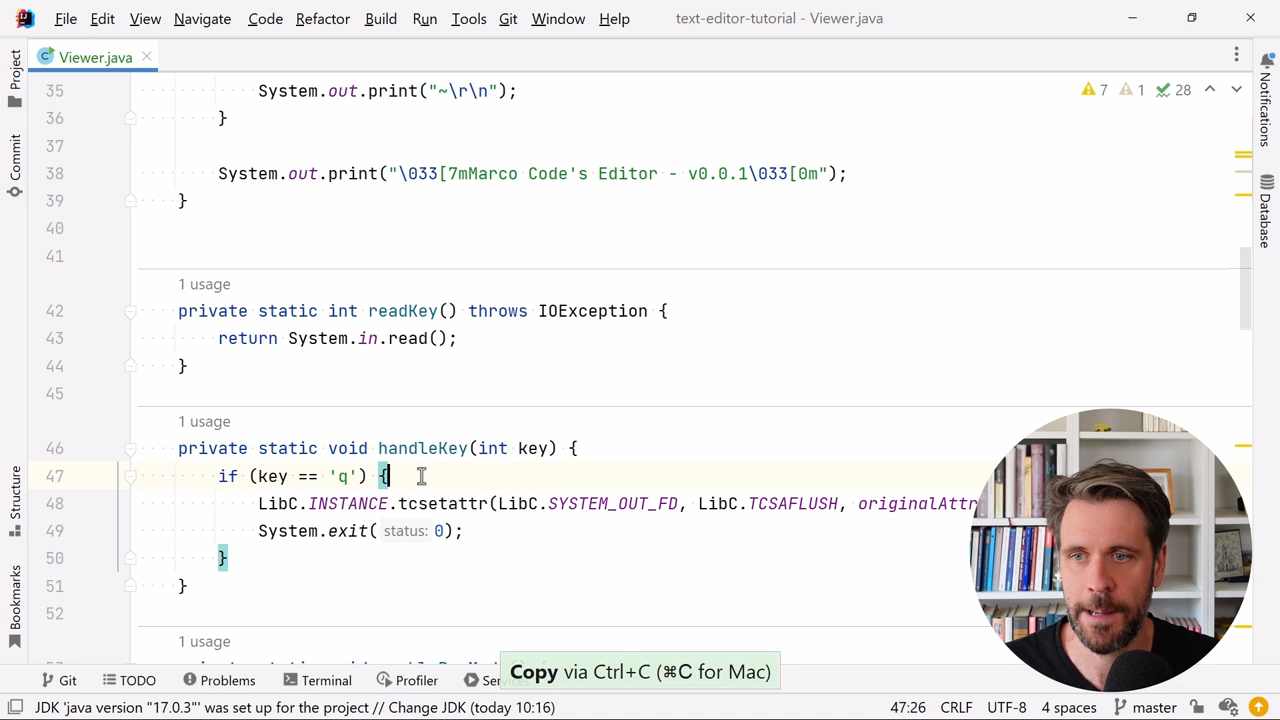 File Edit View Navigate Code Refactor Build Run Tools Git Window Help text-editor-tutorial - Viewer.java
Viewer.java
Project
Commit
Structure
Bookmarks
Notifications
Database
7 1 28
35 System.out.print("~\r\n");
36 }
37
38 System.out.print("\033[7mMarco Code's Editor - v0.0.1\033[0m");
39 }
40
41
1 usage
42 private static int readKey() throws IOException {
43 return System.in.read();
44 }
45
1 usage
46 private static void handleKey(int key) {
47 if (key == 'q') {
48 LibC.INSTANCE.tcsetattr(LibC.SYSTEM_OUT_FD, LibC.TCSAFLUSH, originalAttr
49 System.exit( status: 0);
50 }
51 }
52
1 usage
Copy via Ctrl+C (⌘C for Mac)
Git TODO Problems Terminal Profiler
JDK 'java version "17.0.3"' was set up for the project // Change JDK (today 10:16) 47:26 CRLF UTF-8 4 spaces master